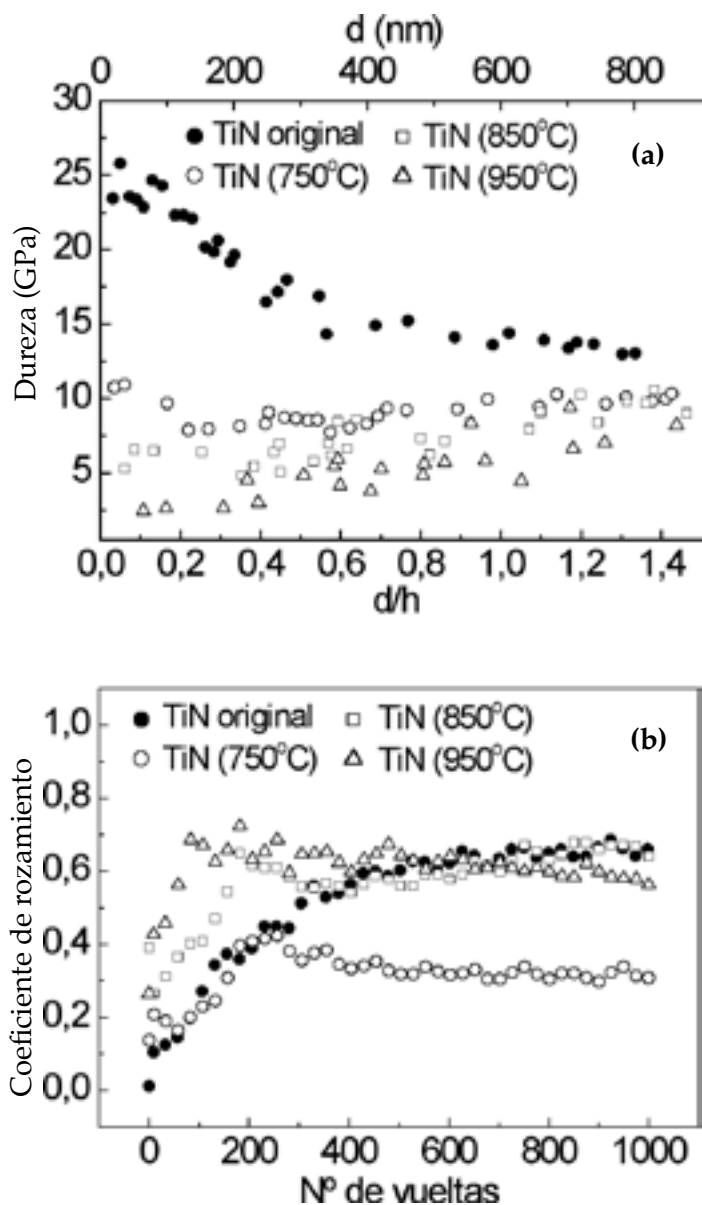 d (nm)
0 200 400 600 800
30
TiN original TiN (850°C)
(a)
TiN (750°C) TiN (950°C)
25
20
15
10
5
Dureza (GPa)
0,0 0,2 0,4 0,6 0,8 1,0 1,2 1,4
d/h
1,0
TiN original TiN (850°C)
(b)
TiN (750°C) TiN (950°C)
0,8
0,6
0,4
0,2
0,0
Coeficiente de rozamiento
0 200 400 600 800 1000
Nº de vueltas